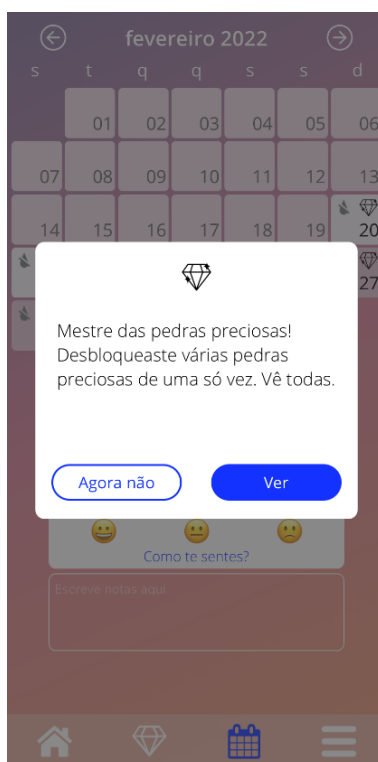 fevereiro 2022
s t q q s s d
01 02 03 04 05 06
07 08 09 10 11 12 13
14 15 16 17 18 19 20
27
Mestre das pedras preciosas!
Desbloqueaste várias pedras
preciosas de uma só vez. Vê todas.
Agora não Ver
Como te sentes?
Escreve notas aqui